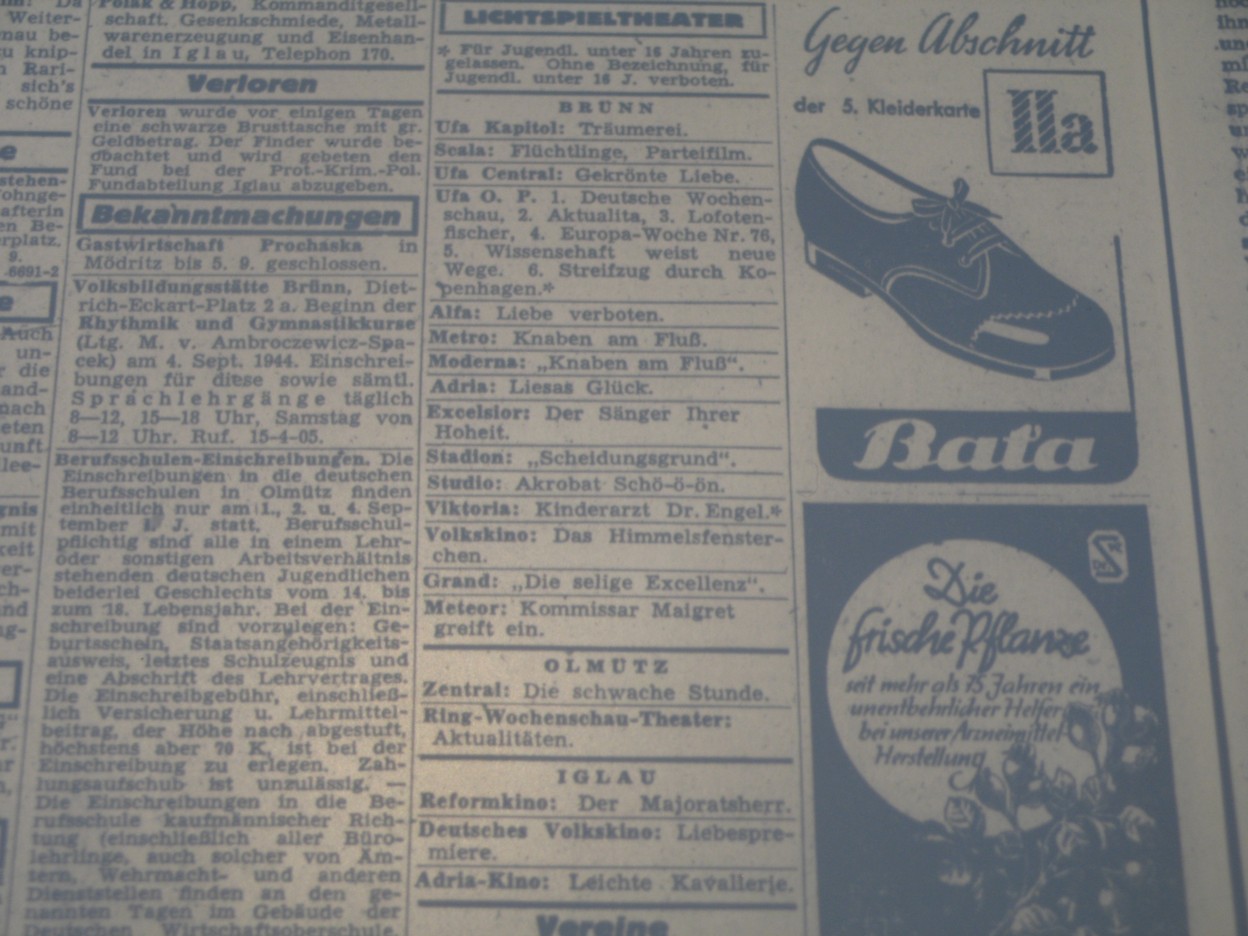 Polak & Hopp, Kommanditgesell-
schaft. Gesenkschmiede, Metall-
warenerzeugung und Eisenhan-
del in Iglau, Telephon 170.
Verloren
Verloren wurde vor einigen Tagen
eine schwarze Brusttasche mit gr.
Geldbetrag. Der Finder wurde be-
obachtet und wird gebeten den
Fund bei der Prot.-Krim.-Pol.
Fundabteilung Iglau abzugeben.
Bekanntmachungen
Gastwirtschaft Prochaska in
Mödritz bis 5. 9. geschlossen.
Volksbildungsstätte Brünn, Diet-
rich-Eckart-Platz 2 a. Beginn der
Rhythmik und Gymnastikkurse
(Ltg. M. v. Ambroczewicz-Spa-
cek) am 4. Sept. 1944. Einschrei-
bungen für diese sowie sämtl.
Sprachlehrgänge täglich
8—12, 15—18 Uhr, Samstag von
8—12 Uhr. Ruf. 15-4-05.
Berufsschulen-Einschreibungen. Die
Einschreibungen in die deutschen
Berufsschulen in Olmütz finden
einheitlich nur am 1., 2. u. 4. Sep-
tember l. J. statt. Berufsschul-
pflichtig sind alle in einem Lehr-
oder sonstigen Arbeitsverhältnis
stehenden deutschen Jugendlichen
beiderlei Geschlechts vom 14. bis
zum 18. Lebensjahr. Bei der Ein-
schreibung sind vorzulegen: Ge-
burtsschein, Staatsangehörigkeits-
ausweis, letztes Schulzeugnis und
eine Abschrift des Lehrvertrages.
Die Einschreibgebühr, einschließ-
lich Versicherung u. Lehrmittel-
beitrag, der Höhe nach abgestuft,
höchstens aber 70 K, ist bei der
Einschreibung zu erlegen. Zah-
lungsaufschub ist unzulässig. —
Die Einschreibungen in die Be-
rufsschule kaufmännischer Rich-
tung (einschließlich aller Büro-
lehrlinge, auch solcher von Äm-
tern, Wehrmacht- und anderen
Dienststellen finden an den ge-
nannten Tagen im Gebäude der
Deutschen Wirtschaftsoberschule,
LICHTSPIELTHEATER
* Für Jugendl. unter 16 Jahren zu-
gelassen. Ohne Bezeichnung, für
Jugendl. unter 16 J. verboten.
BRÜNN
Ufa Kapitol: Träumerei.
Scala: Flüchtlinge, Parteifilm.
Ufa Central: Gekrönte Liebe.
Ufa O. P. 1. Deutsche Wochen-
schau, 2. Aktualita, 3. Lofoten-
fischer, 4. Europa-Woche Nr. 76,
5. Wissenschaft weist neue
Wege. 6. Streifzug durch Ko-
penhagen.*
Alfa: Liebe verboten.
Metro: Knaben am Fluß.
Moderna: „Knaben am Fluß“.
Adria: Liesas Glück.
Excelsior: Der Sänger Ihrer
Hoheit.
Stadion: „Scheidungsgrund“.
Studio: Akrobat Schö-ö-ön.
Viktoria: Kinderarzt Dr. Engel.*
Volkskino: Das Himmelsfenster-
chen.
Grand: „Die selige Excellenz“.
Meteor: Kommissar Maigret
greift ein.
OLMÜTZ
Zentral: Die schwache Stunde.
Ring-Wochenschau-Theater:
Aktualitäten.
IGLAU
Reformkino: Der Majoratsherr.
Deutsches Volkskino: Liebespre-
miere.
Adria-Kino: Leichte Kavallerie.
Vereine
Gegen Abschnitt
der 5. Kleiderkarte IIa
Baťa
Die
frische Pflanze
seit mehr als 75 Jahren ein
unentbehrlicher Helfer
bei unserer Arzneimittel-
Herstellung